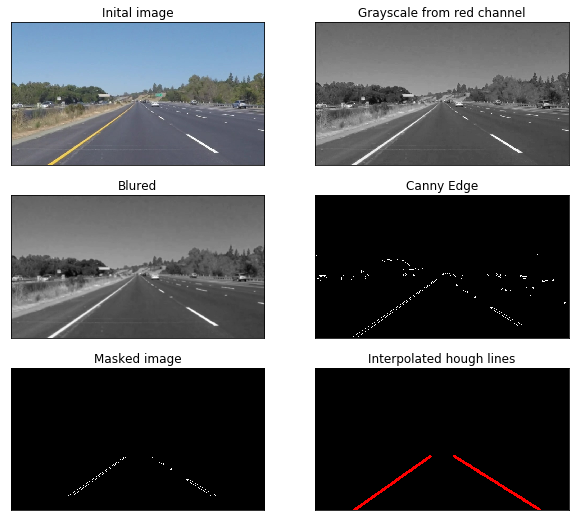 Inital image
Grayscale from red channel
Blured
Canny Edge
Masked image
Interpolated hough lines